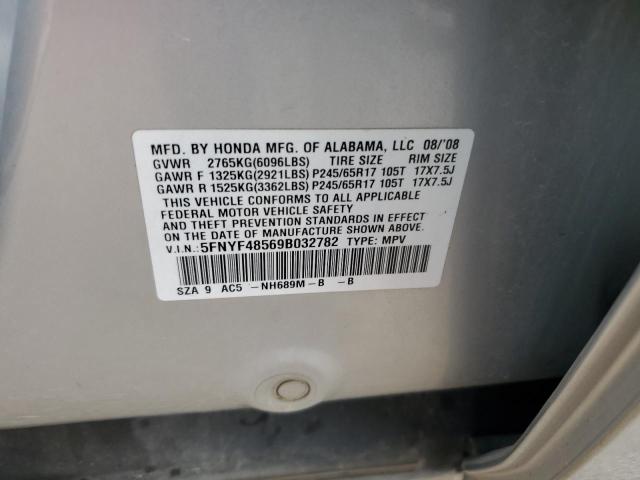 MFD. BY HONDA MFG. OF ALABAMA, LLC 08/'08
GVWR 2765KG(6096LBS) TIRE SIZE RIM SIZE
GAWR F 1325KG(2921LBS) P245/65R17 105T 17X7.5J
GAWR R 1525KG(3362LBS) P245/65R17 105T 17X7.5J
THIS VEHICLE CONFORMS TO ALL APPLICABLE
FEDERAL MOTOR VEHICLE SAFETY
AND THEFT PREVENTION STANDARDS IN EFFECT
ON THE DATE OF MANUFACTURE SHOWN ABOVE.
V.I.N.: 5FNYF48569B032782 TYPE: MPV
SZA 9 AC5 -NH689M-B -B